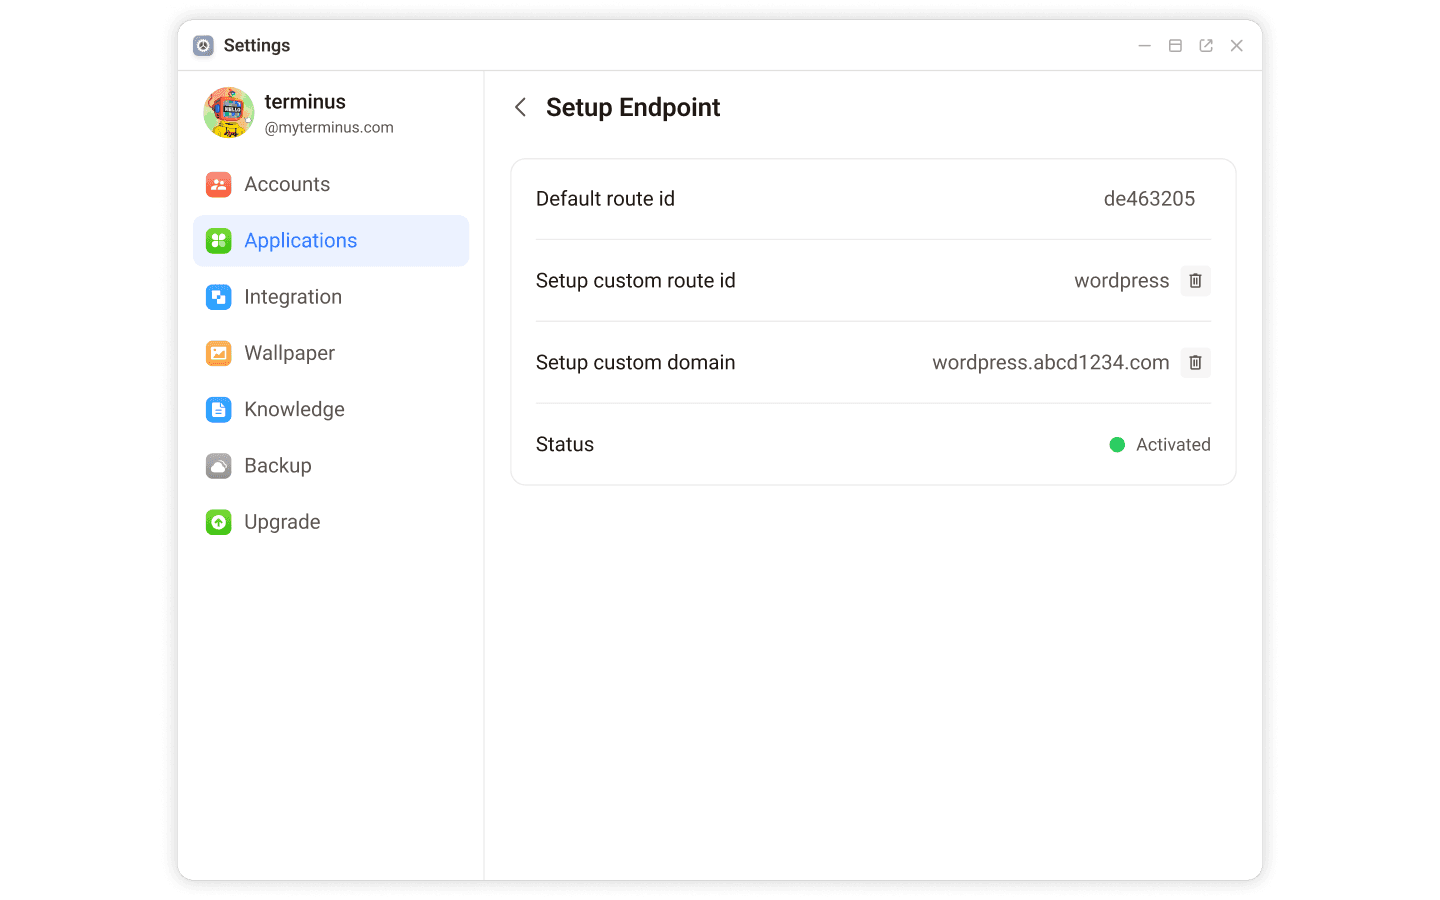 Settings
terminus
@myterminus.com
Accounts
Applications
Integration
Wallpaper
Knowledge
Backup
Upgrade
Setup Endpoint
Default route id de463205
Setup custom route id wordpress
Setup custom domain wordpress.abcd1234.com
Status Activated